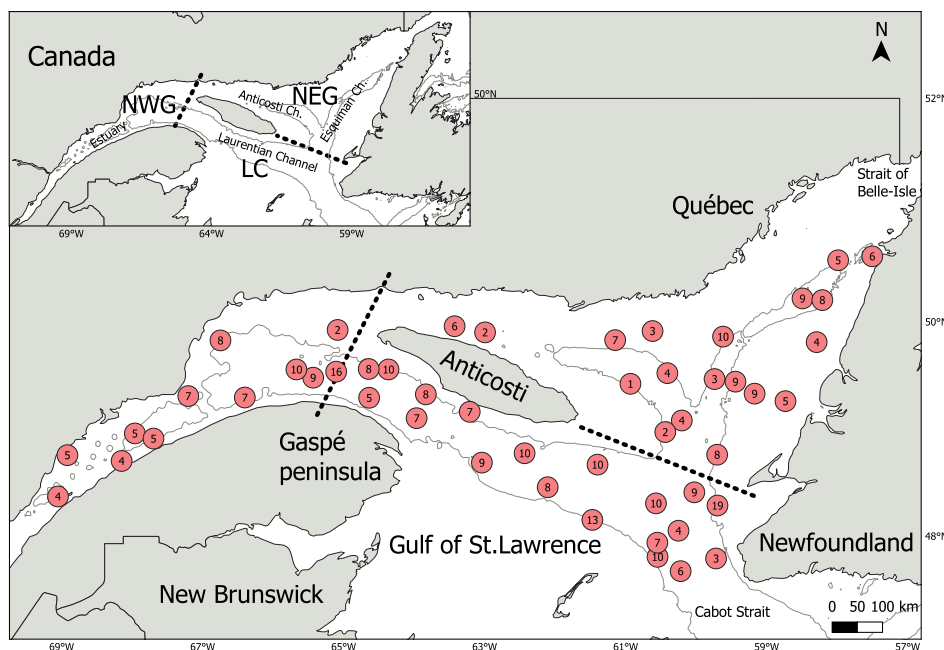 Canada
NWG
NEG
Anticosti Ch.
Esquiman Ch.
Estuary
Laurentian Channel
LC
69°W 64°W 59°W
50°N
N
52°N
Strait of
Belle-Isle
Québec
5 6
9 8
50°N
6 2 2 3 7 10 8 4
10 9 16 8 10 4 1 3 9 9 5
7 7 5 8 7 7
Anticosti
4 2
5 5 5 4 4
Gaspé
peninsula
8
9 10 10
8 9 10 19
13 4 7 10 3 6
48°N
Gulf of St.Lawrence
Newfoundland
New Brunswick
Cabot Strait
0 50 100 km
69°W 67°W 65°W 63°W 61°W 59°W 57°W